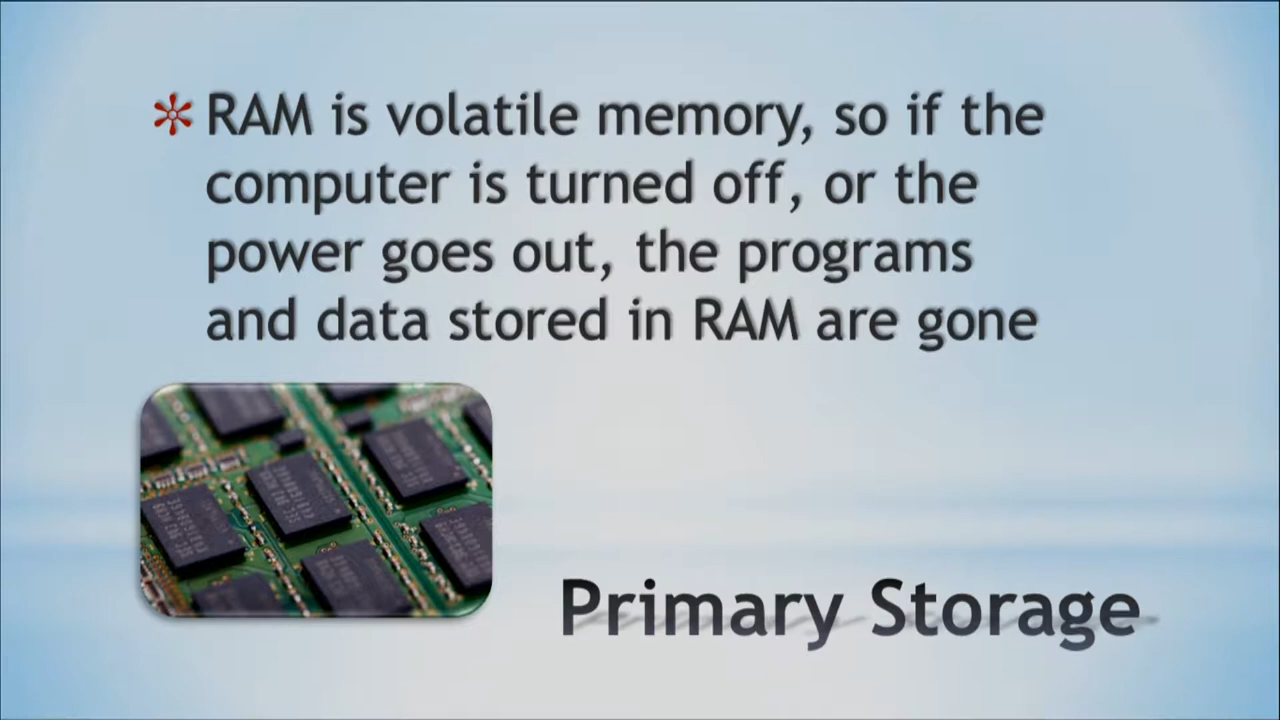 RAM is volatile memory, so if the
computer is turned off, or the
power goes out, the programs
and data stored in RAM are gone
Primary Storage